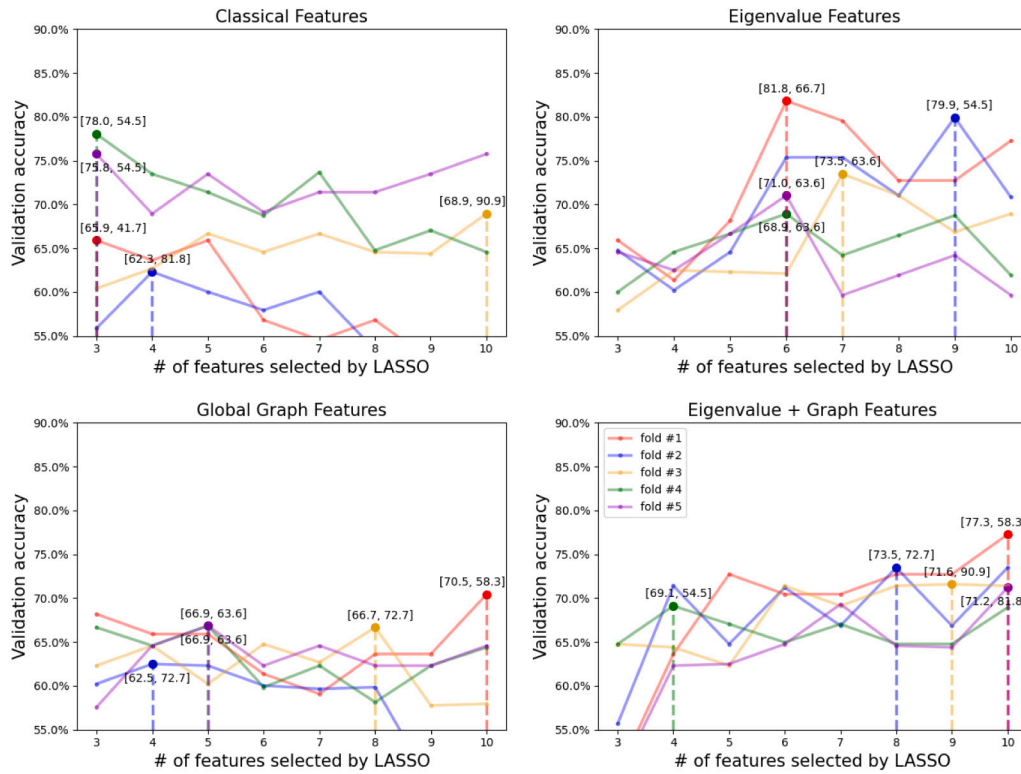 Classical Features
90.0%
85.0%
80.0%
75.0%
70.0%
65.0%
60.0%
55.0%
Validation accuracy
[78.0, 54.5]
[75.8, 54.5]
[65.9, 41.7]
[62.3, 81.8]
[68.9, 90.9]
3 4 5 6 7 8 9 10
# of features selected by LASSO
Eigenvalue Features
90.0%
85.0%
80.0%
75.0%
70.0%
65.0%
60.0%
55.0%
Validation accuracy
[81.8, 66.7]
[79.9, 54.5]
[73.5, 63.6]
[71.0, 63.6]
[68.9, 63.6]
3 4 5 6 7 8 9 10
# of features selected by LASSO
Global Graph Features
90.0%
85.0%
80.0%
75.0%
70.0%
65.0%
60.0%
55.0%
Validation accuracy
[70.5, 58.3]
[66.9, 63.6]
[66.7, 72.7]
[66.9, 63.6]
[62.5, 72.7]
3 4 5 6 7 8 9 10
# of features selected by LASSO
Eigenvalue + Graph Features
90.0%
85.0%
80.0%
75.0%
70.0%
65.0%
60.0%
55.0%
Validation accuracy
fold #1
fold #2
fold #3
fold #4
fold #5
[77.3, 58.3
[73.5, 72.7]
[71.6, 90.9]
[69.1, 54.5]
[71.2, 81.8
3 4 5 6 7 8 9 10
# of features selected by LASSO